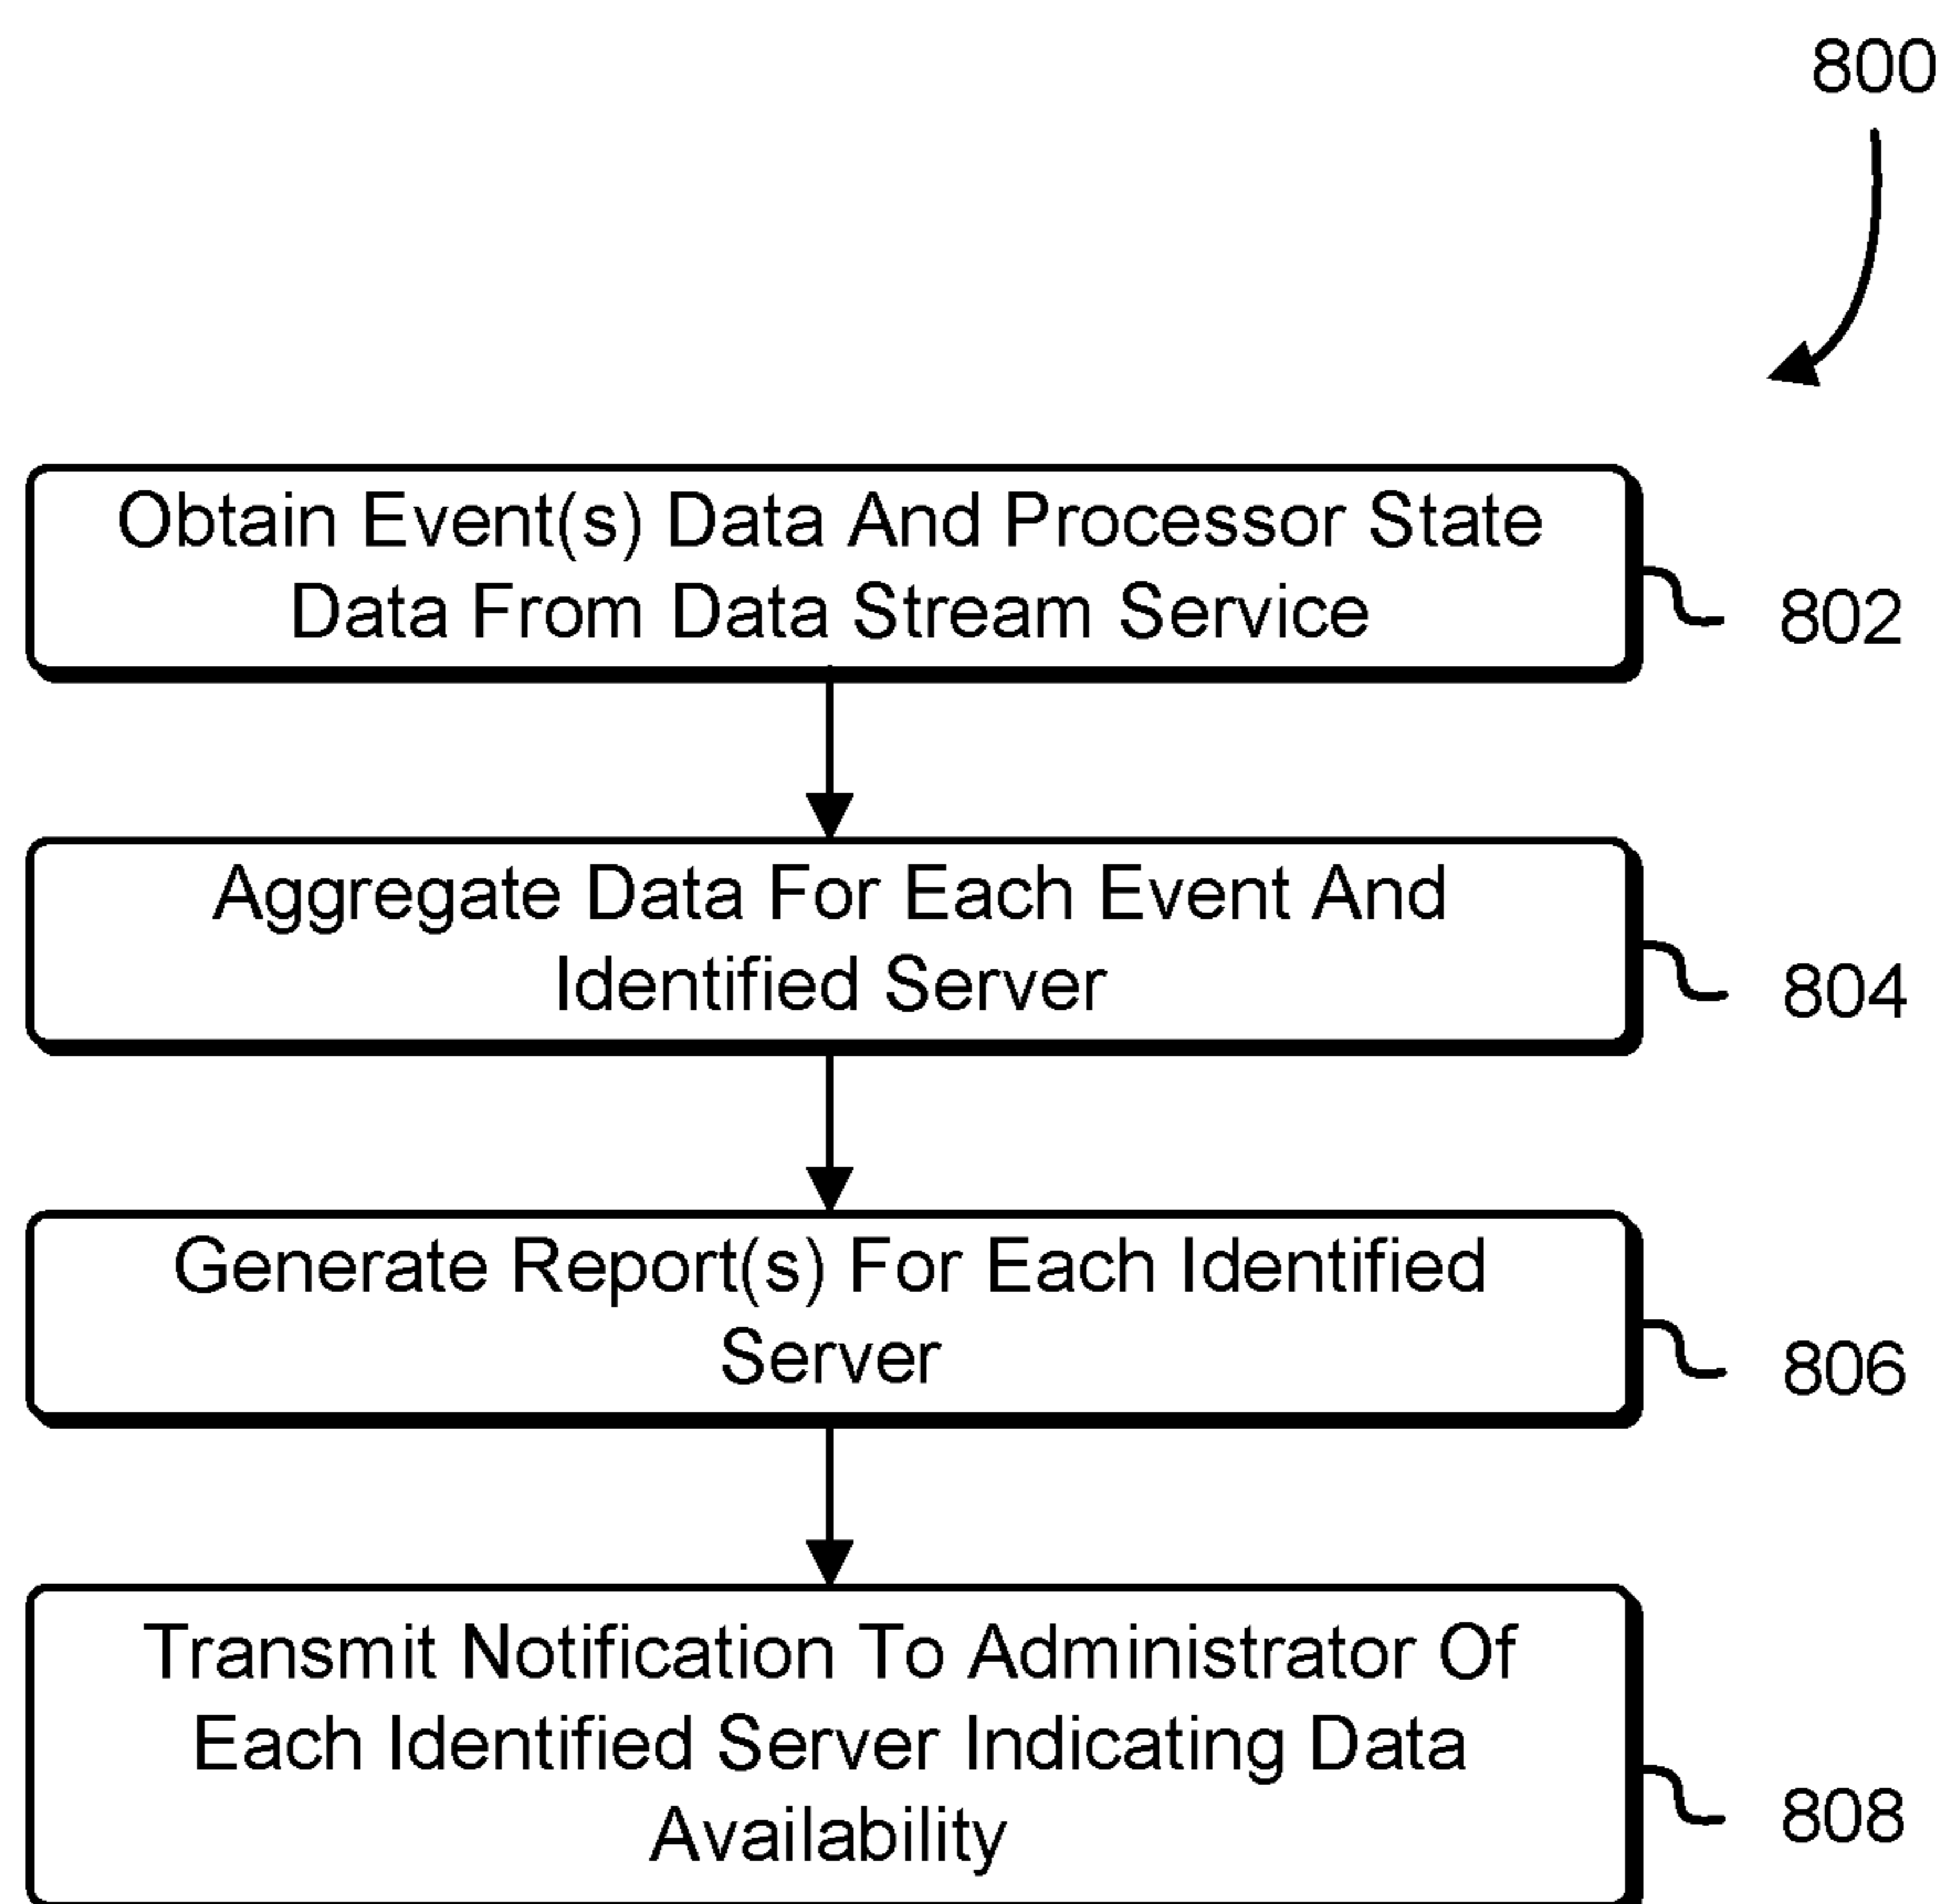 800
Obtain Event(s) Data And Processor State
Data From Data Stream Service
802
Aggregate Data For Each Event And
Identified Server
804
Generate Report(s) For Each Identified
Server
806
Transmit Notification To Administrator Of
Each Identified Server Indicating Data
Availability
808